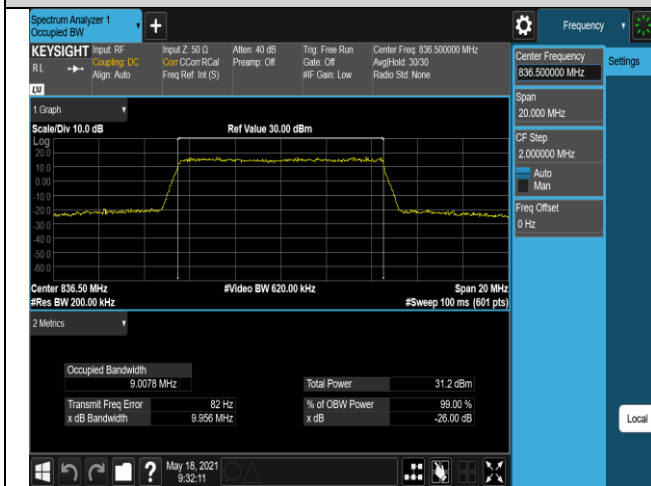 Spectrum Analyzer 1
Occupied BW
Frequency
KEYSIGHT
RL
LXI
Input: RF
Coupling: DC
Align: Auto
Input Z: 50 Ω
Corr CCorr RCal
Freq Ref: Int (S)
Atten: 40 dB
Preamp: Off
Trig: Free Run
Gate: Off
#IF Gain: Low
Center Freq: 836.500000 MHz
Avg|Hold: 30/30
Radio Std: None
Center Frequency
836.500000 MHz
Settings
Span
20.000 MHz
CF Step
2.000000 MHz
Auto
Man
Freq Offset
0 Hz
1 Graph
Scale/Div 10.0 dB
Ref Value 30.00 dBm
Log
20.0
10.0
0.00
-10.0
-20.0
-30.0
-40.0
-50.0
-60.0
Center 836.50 MHz
#Video BW 620.00 kHz
Span 20 MHz
#Res BW 200.00 kHz
#Sweep 100 ms (601 pts)
2 Metrics
Occupied Bandwidth
9.0078 MHz
Total Power
31.2 dBm
Transmit Freq Error
82 Hz
% of OBW Power
99.00 %
x dB Bandwidth
9.956 MHz
x dB
-26.00 dB
Local
?
May 18, 2021
9:32:11